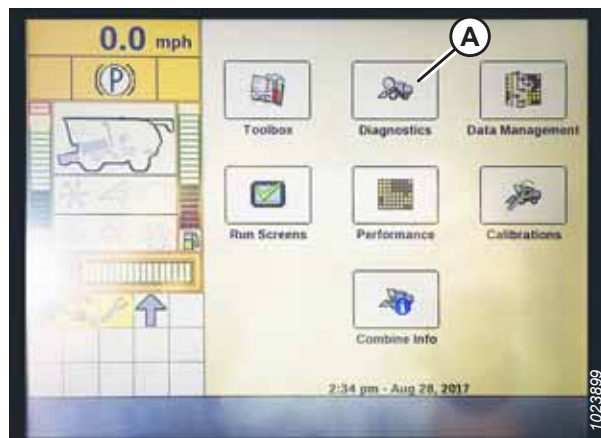 0.0 mph
A
(P)
Toolbox
Diagnostics
Data Management
Run Screens
Performance
Calibrations
Combine Info
2:34 pm - Aug 28, 2017
1023899